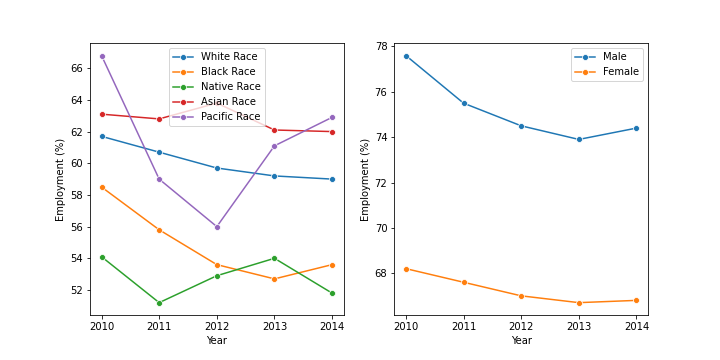 White Race
Black Race
Native Race
Asian Race
Pacific Race
66
64
62
60
58
56
54
52
Employment (%)
2010 2011 2012 2013 2014
Year
Male
Female
78
76
74
72
70
68
Employment (%)
2010 2011 2012 2013 2014
Year